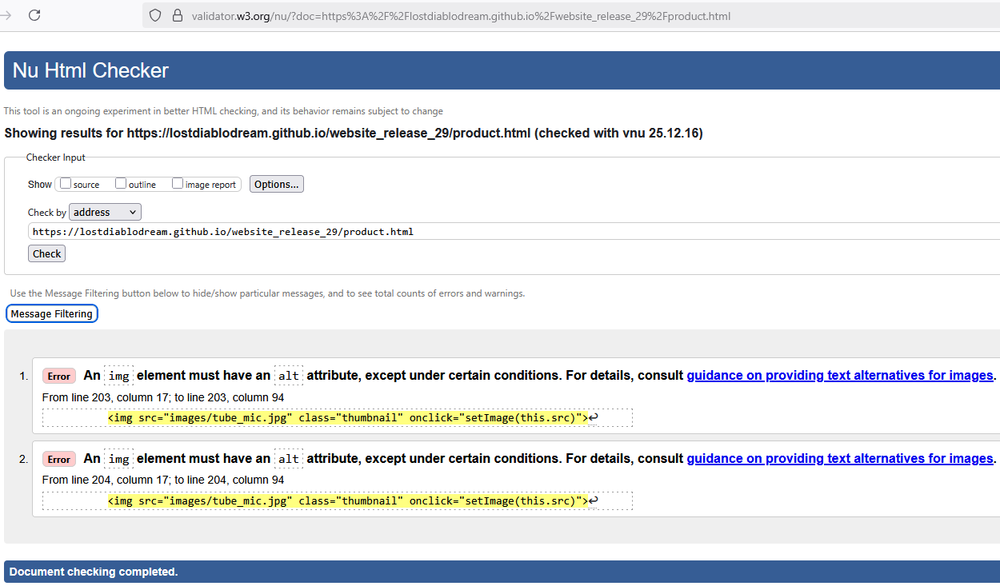 validator.w3.org/nu/?doc=https%3A%2F%2Flostdiablodream.github.io%2Fwebsite_release_29%2Fproduct.html
Nu Html Checker
This tool is an ongoing experiment in better HTML checking, and its behavior remains subject to change
Showing results for https://lostdiablodream.github.io/website_release_29/product.html (checked with vnu 25.12.16)
Checker Input
Show source outline image report Options...
Check by address
https://lostdiablodream.github.io/website_release_29/product.html
Check
Use the Message Filtering button below to hide/show particular messages, and to see total counts of errors and warnings.
Message Filtering
1. Error An img element must have an alt attribute, except under certain conditions. For details, consult guidance on providing text alternatives for images.
From line 203, column 17; to line 203, column 94
<img src="images/tube_mic.jpg" class="thumbnail" onclick="setImage(this.src)">↩
2. Error An img element must have an alt attribute, except under certain conditions. For details, consult guidance on providing text alternatives for images.
From line 204, column 17; to line 204, column 94
<img src="images/tube_mic.jpg" class="thumbnail" onclick="setImage(this.src)">↩
Document checking completed.